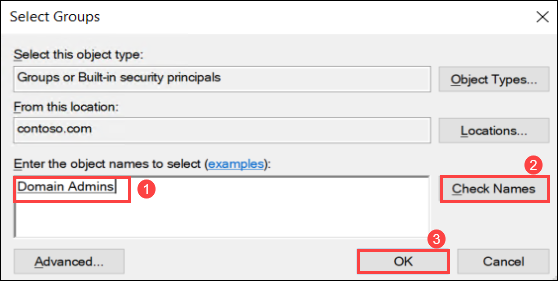 Select Groups
Select this object type:
Groups or Built-in security principals
Object Types...
From this location:
contoso.com
Locations...
Enter the object names to select (examples):
2
Domain Admins
1
Check Names
3
Advanced...
OK
Cancel